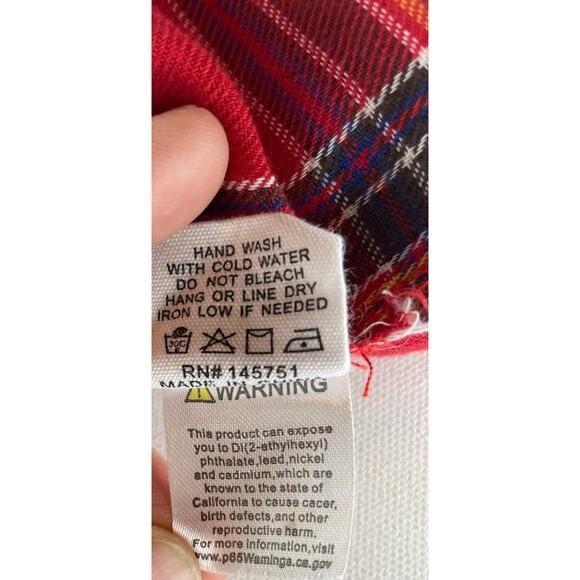 HAND WASH
WITH COLD WATER
DO NOT BLEACH
HANG OR LINE DRY
IRON LOW IF NEEDED
30C
RN# 145751
MADE IN
WARNING
This product can expose
you to Di(2-ethylhexyl)
phthalate,lead,nickel
and cadmium,which are
known to the state of
California to cause cacer,
birth defects,and other
reproductive harm.
For more information,visit
www.p65Warnings.ca.gov